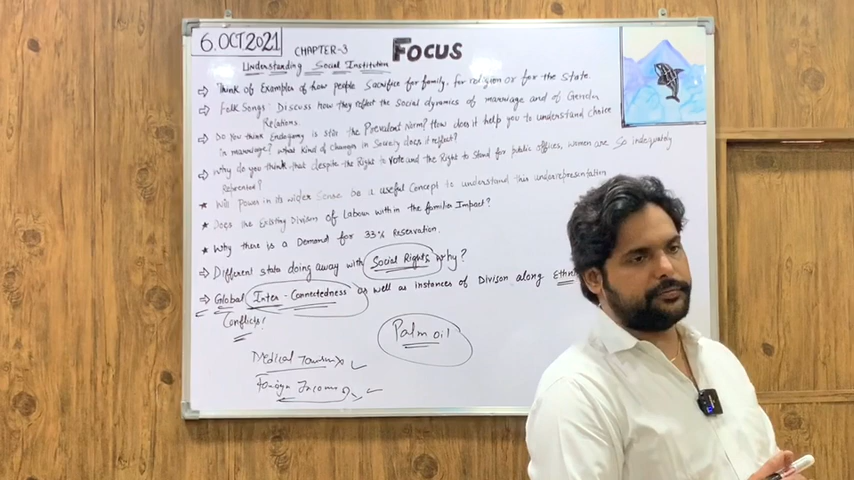 6.OCT2021
CHAPTER-3
Focus
Understanding Social Institution
⇒ Think of Examples of how people Sacrifice for family, for religion or for the State.
⇒ Folk Songs: Discuss how they reflect the social dynamics of marriage and of Gender
Relations.
⇒ Do You think Endogamy is still the Prevalent Norm? How does it help you to understand choice
in marriage? What Kind of changes in Society does it reflect?
⇒ Why do you think that despite the Right to vote and the Right to Stand for public offices, women are so inadequately
Represented?
★ Will power in its wider Sense be a useful Concept to understand this underrepresentation
★ Does the Existing Division of Labour within the families Impact?
★ Why there is a Demand for 33% Reservation.
⇒ Different state doing away with Social Rights why?
⇒ Global Inter-Connectedness as well as instances of Divison along
Conflicts?
Palm oil
Medical Tourism
Foreign Income